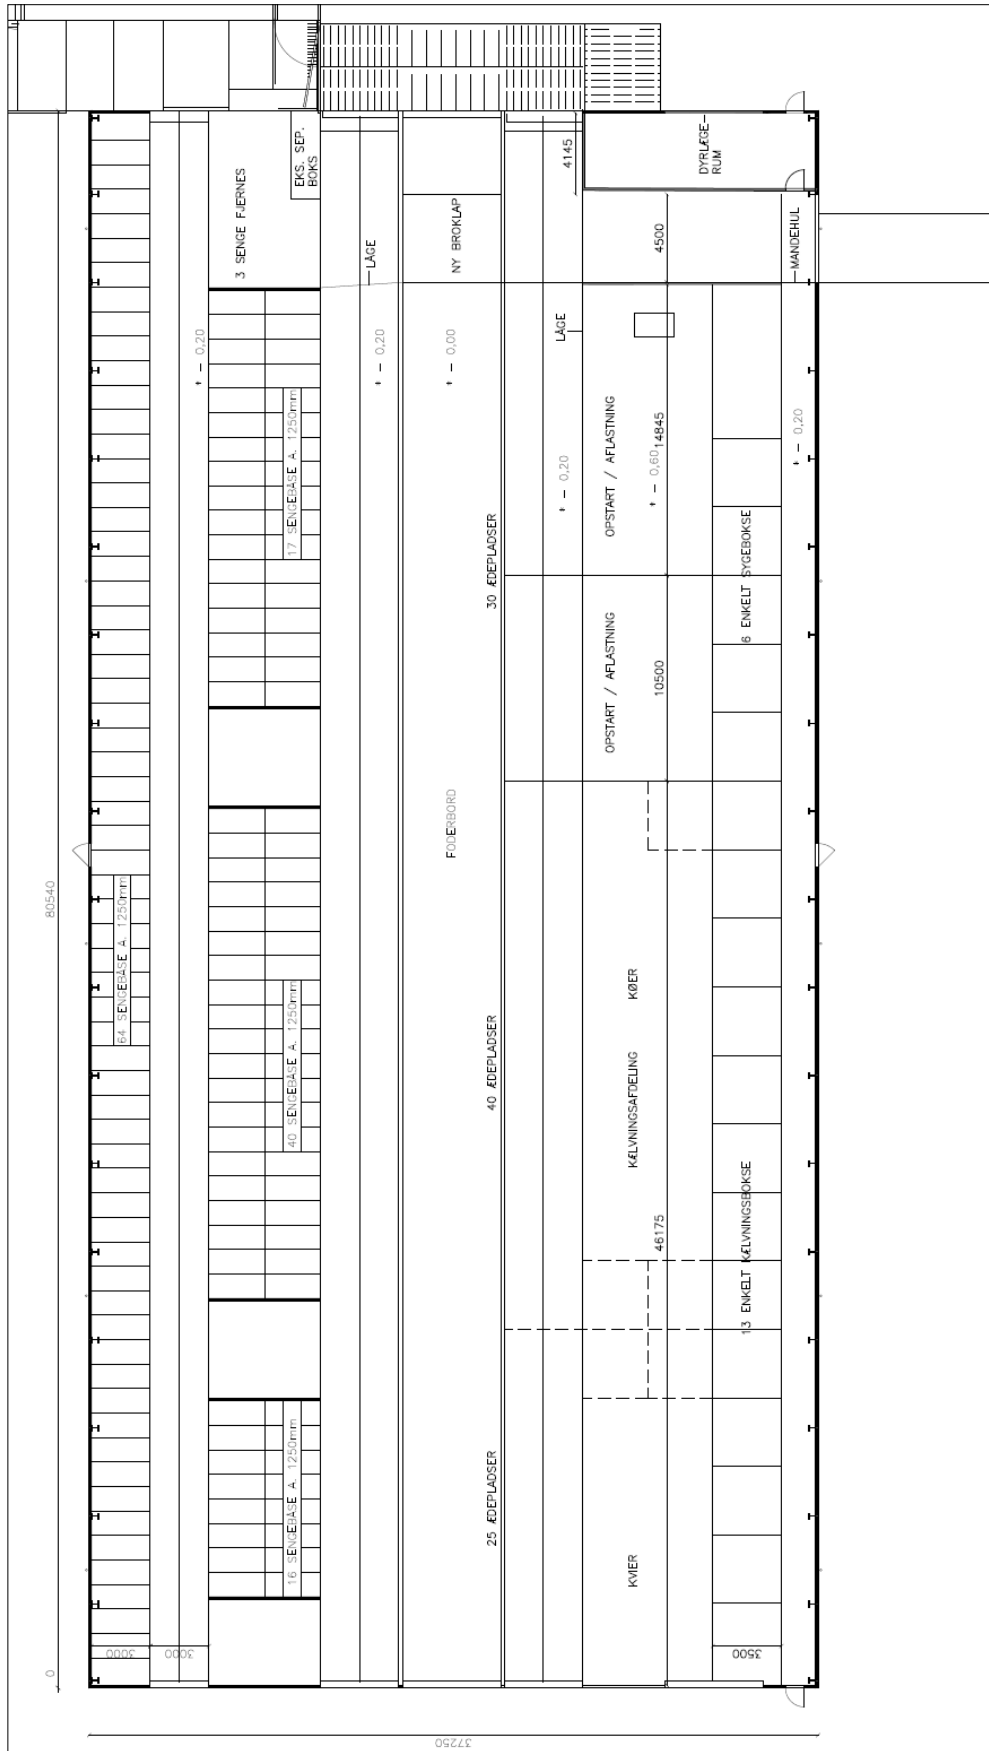 80540
0
37250
64 SENGEBÅSE A. 1250mm
3000
3000
+ - 0,20
3 SENGE FJERNES
EKS. SEP.
BOKS
17 SENGEBÅSE A. 1250mm
40 SENGEBÅSE A. 1250mm
16 SENGEBÅSE A. 1250mm
LÅGE
+ - 0,20
NY BROKLAP
+ - 0,00
FODERBORD
30 ÆDEPLADSER
40 ÆDEPLADSER
25 ÆDEPLADSER
4145
LÅGE
+ - 0,20
OPSTART / AFLASTNING
OPSTART / AFLASTNING
KØER
KÆLVNINGSAFDELING
KVIER
4500
14845
+ - 0,60
10500
46175
DYRLÆGE-
RUM
6 ENKELT SYGEBOKSE
13 ENKELT KÆLVNINGSBOKSE
3500
MANDEHUL
+ - 0,20